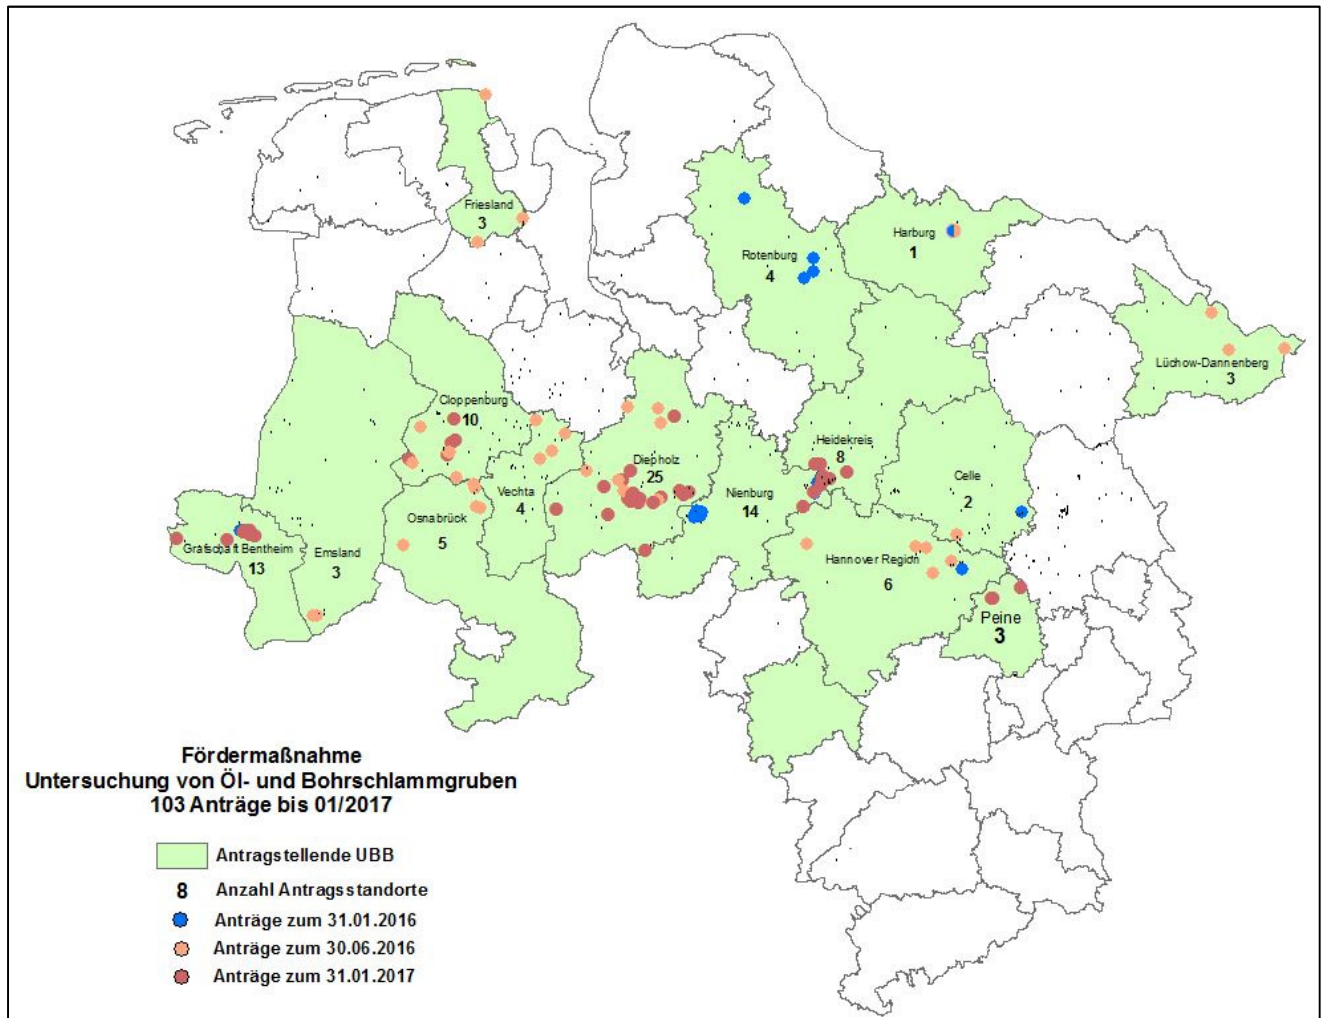 Friesland
3
Harburg
1
Rotenburg
4
Lüchow-Dannenberg
3
Cloppenburg
10
Heidekreis
8
Diepholz
25
Celle
2
Vechta
4
Nienburg
14
Osnabrück
5
Grafschaft Bentheim
13
Emsland
3
Hannover Region
6
Peine
3
Fördermaßnahme
Untersuchung von Öl- und Bohrschlammgruben
103 Anträge bis 01/2017
Antragstellende UBB
8 Anzahl Antragsstandorte
Anträge zum 31.01.2016
Anträge zum 30.06.2016
Anträge zum 31.01.2017